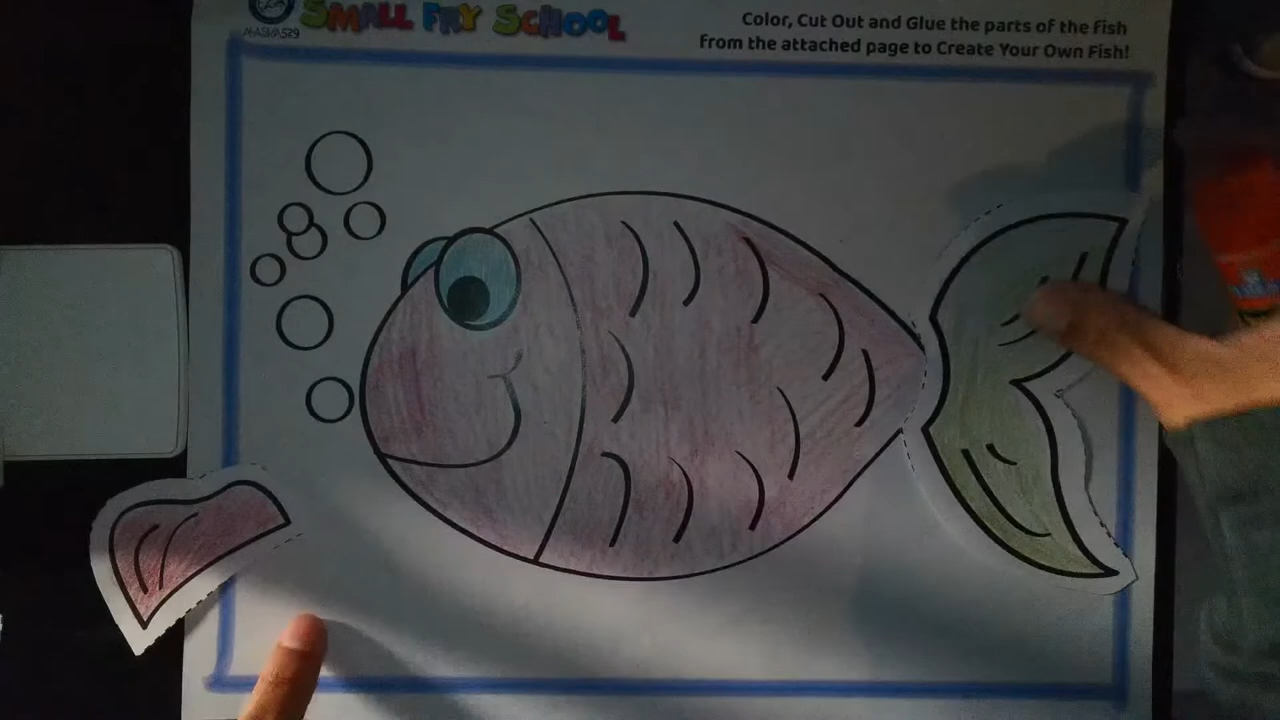 SMALL FRY SCHOOL
ALASKA529
Color, Cut Out and Glue the parts of the fish
from the attached page to Create Your Own Fish!